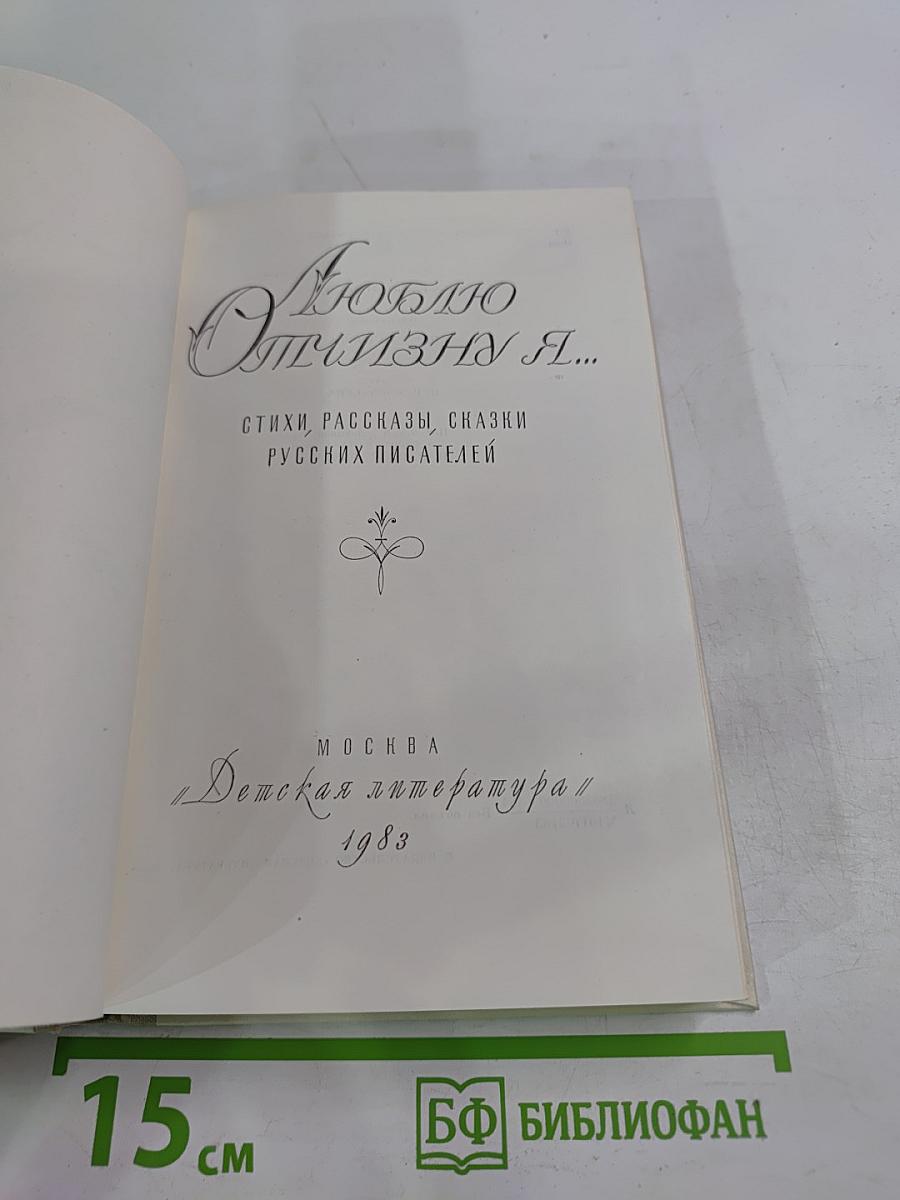 Люблю
Отчизну я...
СТИХИ, РАССКАЗЫ, СКАЗКИ
РУССКИХ ПИСАТЕЛЕЙ
МОСКВА
"Детская литература"
1983
15 см
БФ БИБЛИОФАН